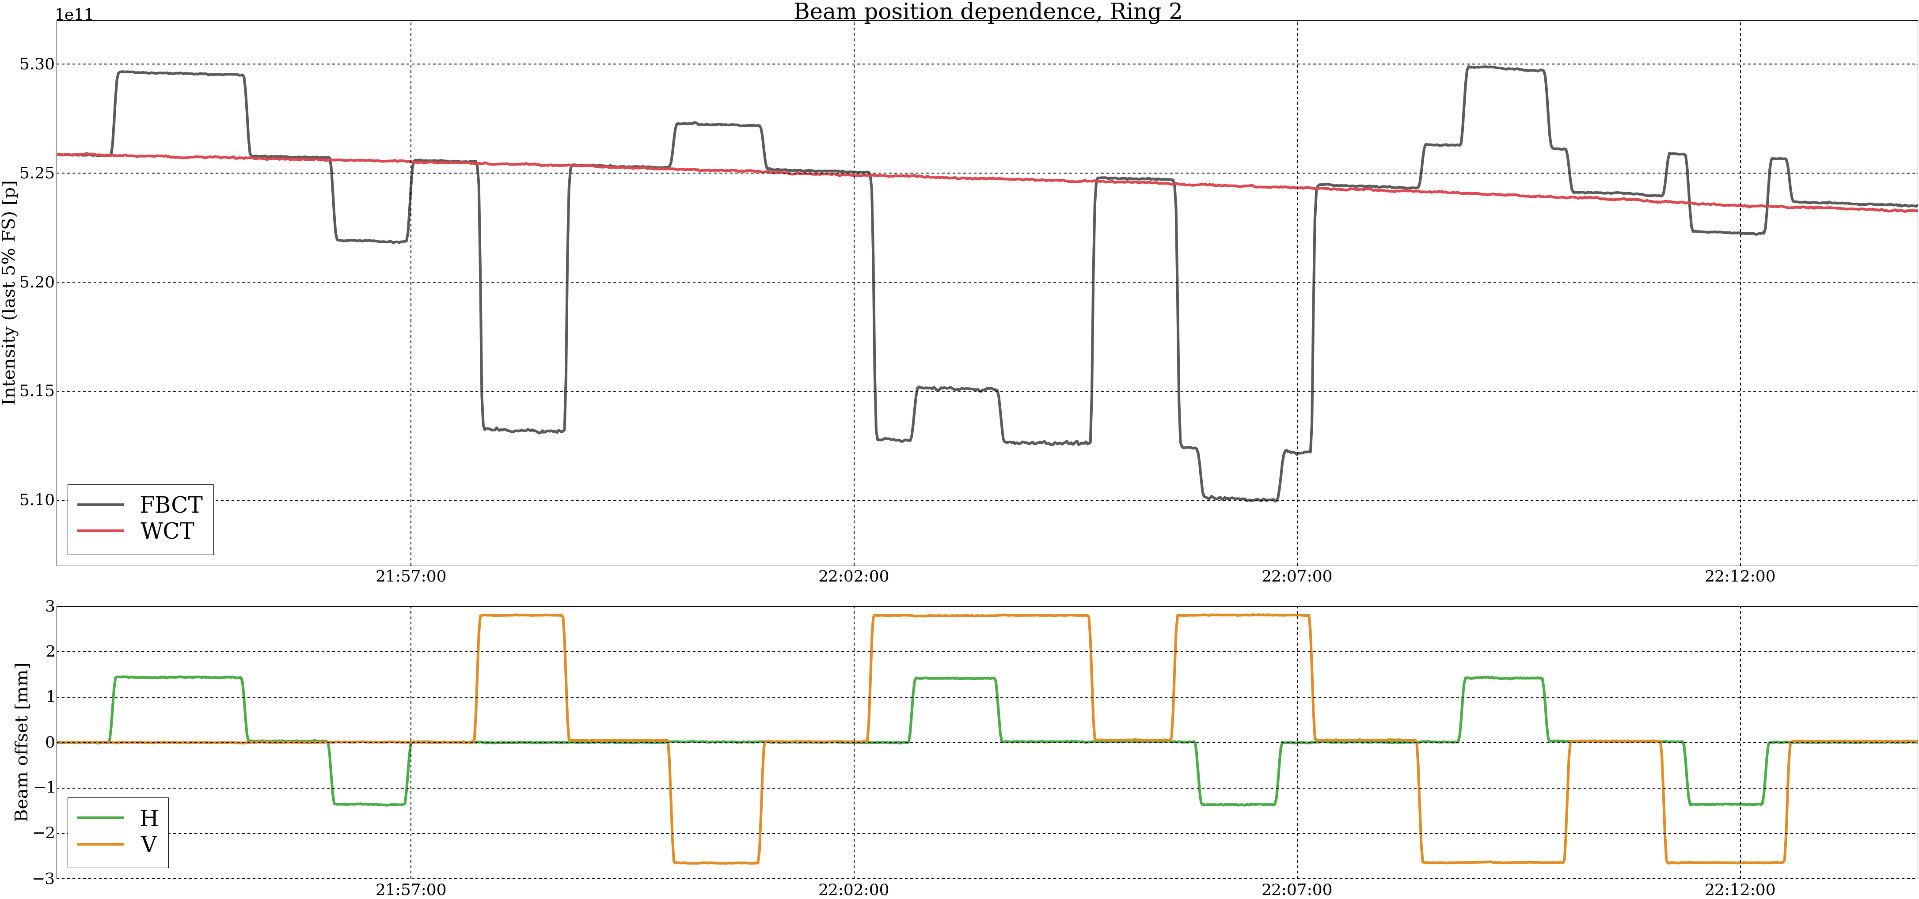 Beam position dependence, Ring 2
1e11
Intensity (last 5% FS) [p]
5.30
5.25
5.20
5.15
5.10
FBCT
WCT
21:57:00 22:02:00 22:07:00 22:12:00
Beam offset [mm]
3
2
1
0
−1
−2
−3
H
V
21:57:00 22:02:00 22:07:00 22:12:00